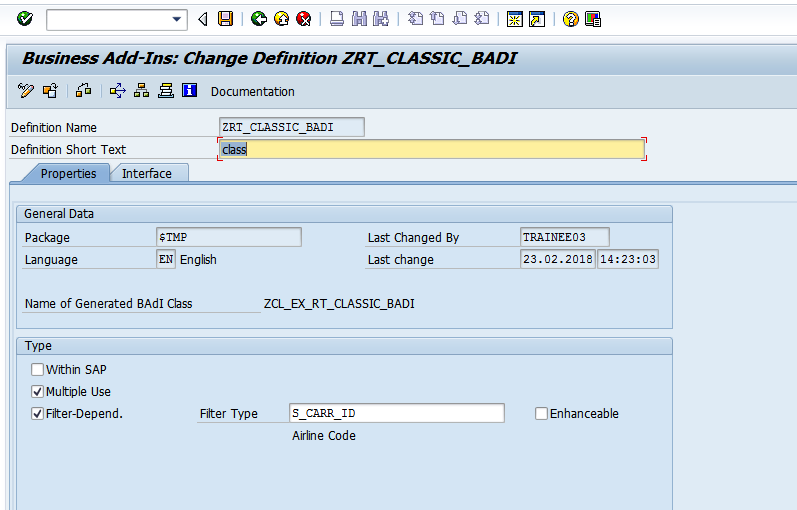 Business Add-Ins: Change Definition ZRT_CLASSIC_BADI
Documentation
Definition Name ZRT_CLASSIC_BADI
Definition Short Text class
Properties Interface
General Data
Package $TMP Last Changed By TRAINEE03
Language EN English Last change 23.02.2018 14:23:03
Name of Generated BAdI Class ZCL_EX_RT_CLASSIC_BADI
Type
Within SAP
Multiple Use
Filter-Depend. Filter Type S_CARR_ID Enhanceable
Airline Code